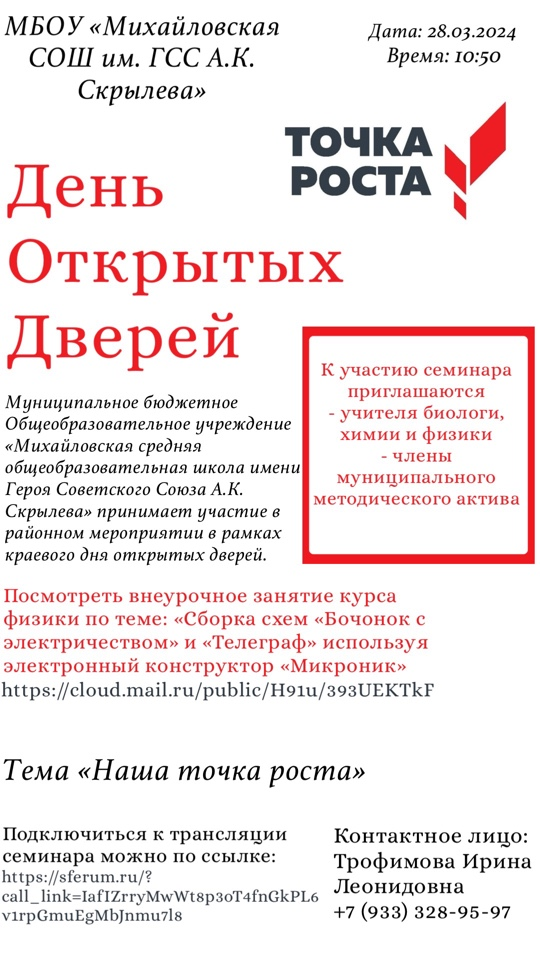 МБОУ «Михайловская
СОШ им. ГСС А.К.
Скрылева»
Дата: 28.03.2024
Время: 10:50
ТОЧКА
РОСТА
День
Открытых
Дверей
К участию семинара
приглашаются
- учителя биологи,
химии и физики
- члены
муниципального
методического актива
Муниципальное бюджетное
Общеобразовательное учреждение
«Михайловская средняя
общеобразовательная школа имени
Героя Советского Союза А.К.
Скрылева» принимает участие в
районном мероприятии в рамках
краевого дня открытых дверей.
Посмотреть внеурочное занятие курса
физики по теме: «Сборка схем «Бочонок с
электричеством» и «Телеграф» используя
электронный конструктор «Микроник»
https://cloud.mail.ru/public/H91u/393UEKTkF
Тема «Наша точка роста»
Подключиться к трансляции
семинара можно по ссылке:
https://sferum.ru/?
call_link=IafIZrryMwWt8p3oT4fnGkPL6
v1rpGmuEgMbJnmu7l8
Контактное лицо:
Трофимова Ирина
Леонидовна
+7 (933) 328-95-97